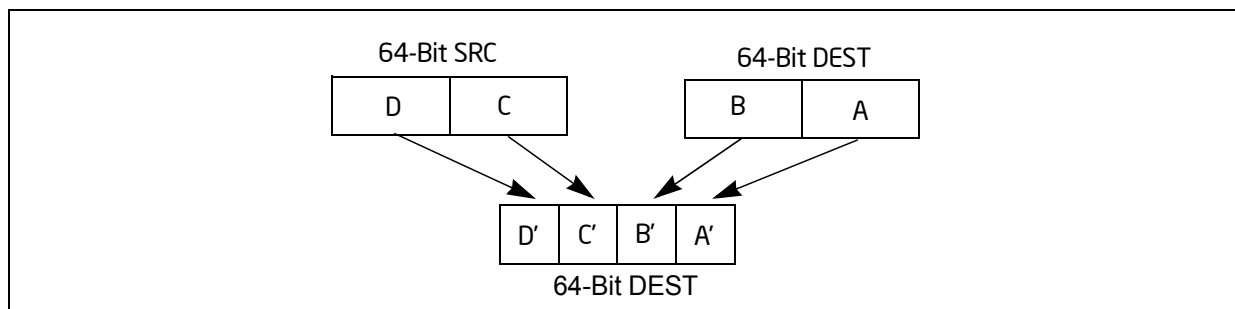 64-Bit SRC
64-Bit DEST
D C
B A
D’ C’ B’ A’
64-Bit DEST